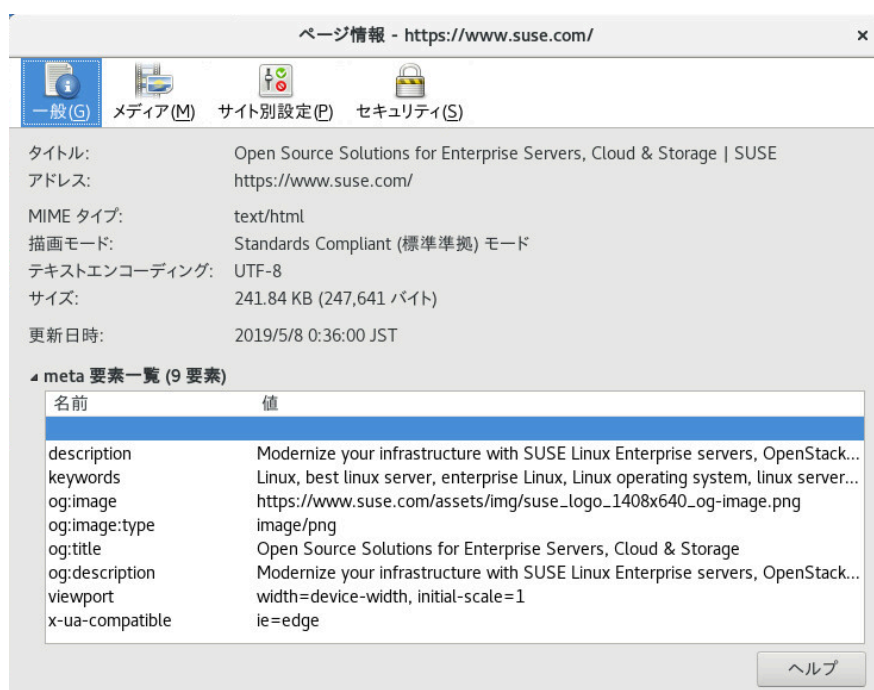 ページ情報 - https://www.suse.com/ ×
一般(G) メディア(M) サイト別設定(P) セキュリティ(S)
タイトル: Open Source Solutions for Enterprise Servers, Cloud & Storage | SUSE
アドレス: https://www.suse.com/
MIME タイプ: text/html
描画モード: Standards Compliant (標準準拠) モード
テキストエンコーディング: UTF-8
サイズ: 241.84 KB (247,641 バイト)
更新日時: 2019/5/8 0:36:00 JST
meta 要素一覧 (9 要素)
名前 値
description Modernize your infrastructure with SUSE Linux Enterprise servers, OpenStack...
keywords Linux, best linux server, enterprise Linux, Linux operating system, linux server...
og:image https://www.suse.com/assets/img/suse_logo_1408x640_og-image.png
og:image:type image/png
og:title Open Source Solutions for Enterprise Servers, Cloud & Storage
og:description Modernize your infrastructure with SUSE Linux Enterprise servers, OpenStack...
viewport width=device-width, initial-scale=1
x-ua-compatible ie=edge
ヘルプ